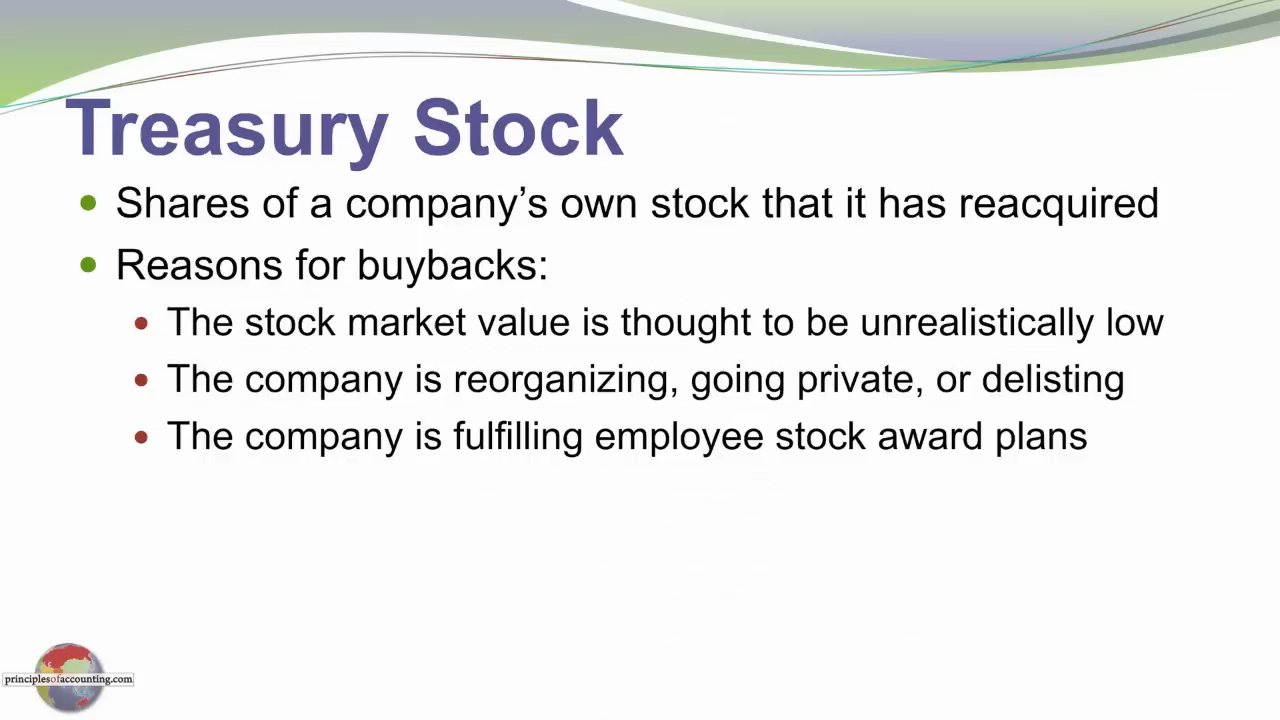 Treasury Stock
• Shares of a company’s own stock that it has reacquired
• Reasons for buybacks:
• The stock market value is thought to be unrealistically low
• The company is reorganizing, going private, or delisting
• The company is fulfilling employee stock award plans
principlesofaccounting.com